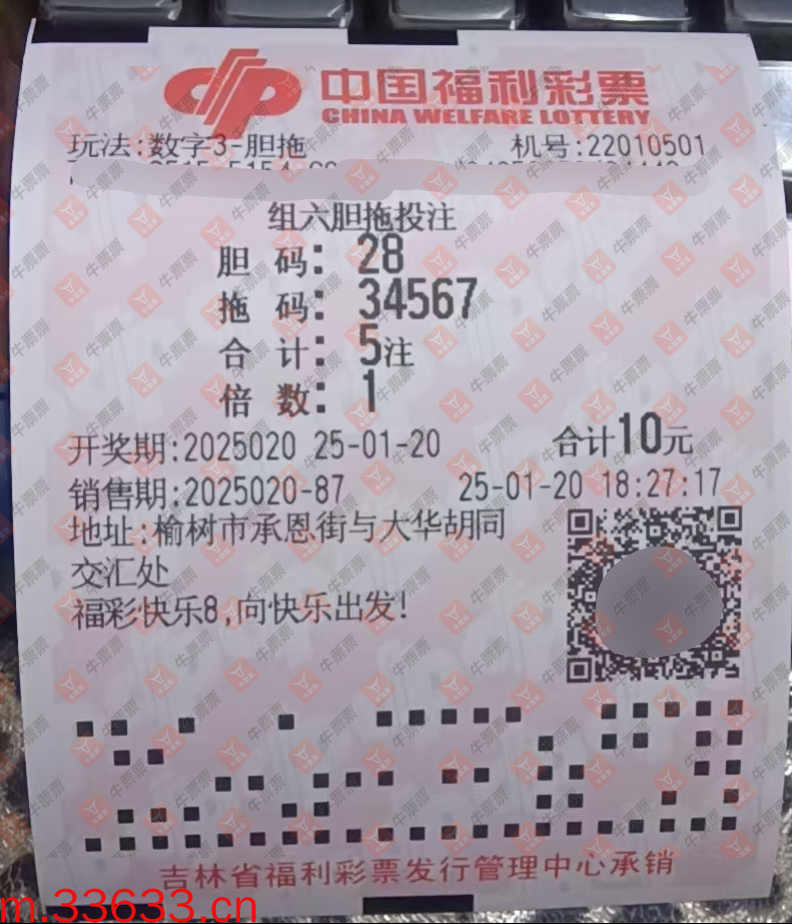 中国福利彩票
CHINA WELFARE LOTTERY
玩法:数字3-胆拖 机号:22010501
组六胆拖投注
胆 码: 28
拖 码: 34567
合 计: 5注
倍 数: 1
开奖期:2025020 25-01-20 合计10元
销售期:2025020-87 25-01-20 18:27:17
地址:榆树市承恩街与大华胡同
交汇处
福彩快乐8,向快乐出发!
吉林省福利彩票发行管理中心承销
m.33633.cn
牛票票